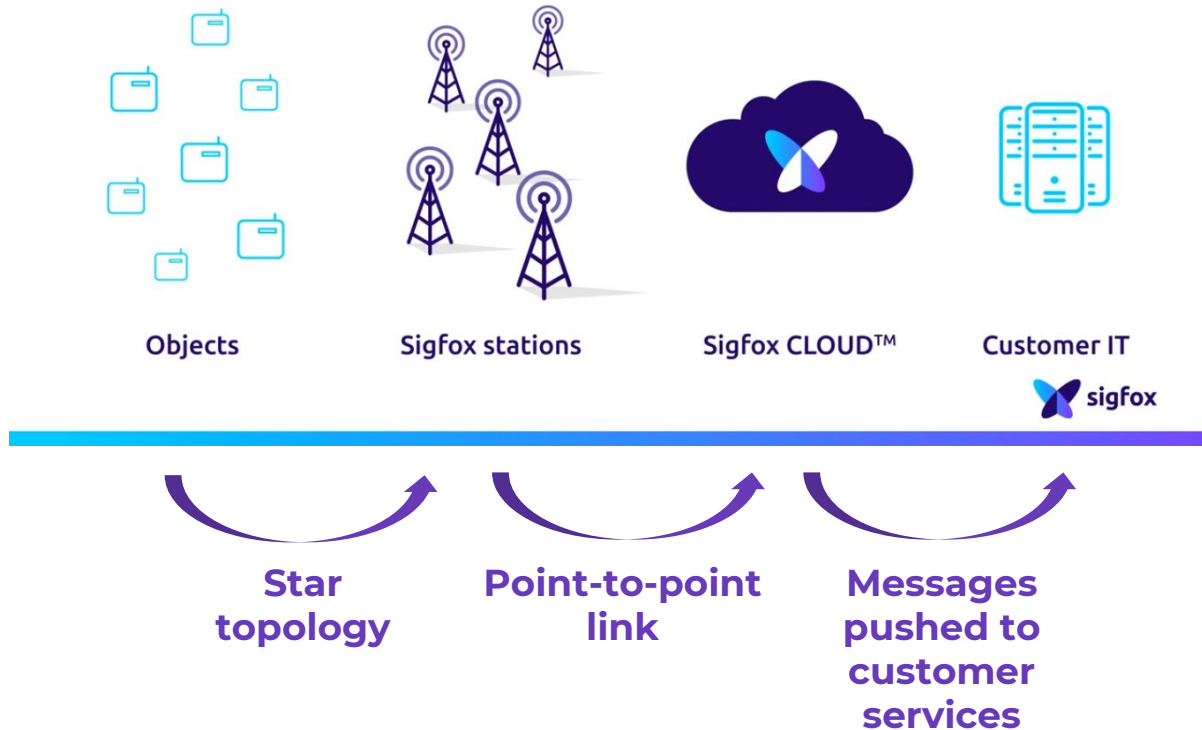 Objects
Sigfox stations
Sigfox CLOUD™
Customer IT
sigfox
Star
topology
Point-to-point
link
Messages
pushed to
customer
services